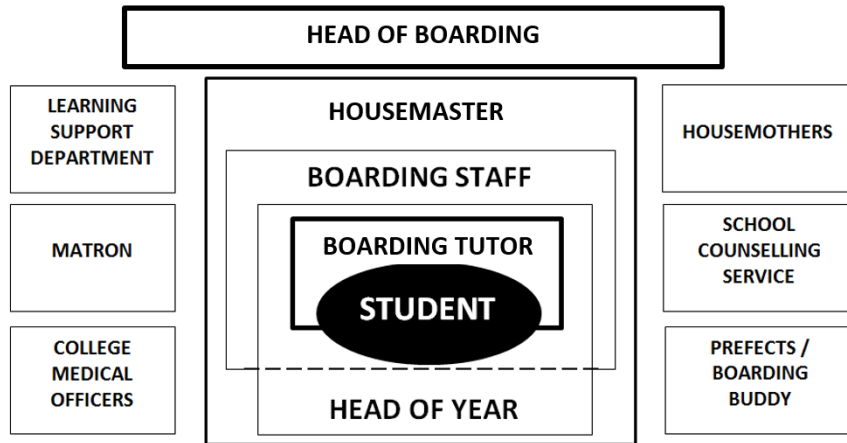 HEAD OF BOARDING
LEARNING
SUPPORT
DEPARTMENT
MATRON
COLLEGE
MEDICAL
OFFICERS
HOUSEMASTER
BOARDING STAFF
BOARDING TUTOR
STUDENT
HEAD OF YEAR
HOUSEMOTHERS
SCHOOL
COUNSELLING
SERVICE
PREFECTS /
BOARDING
BUDDY